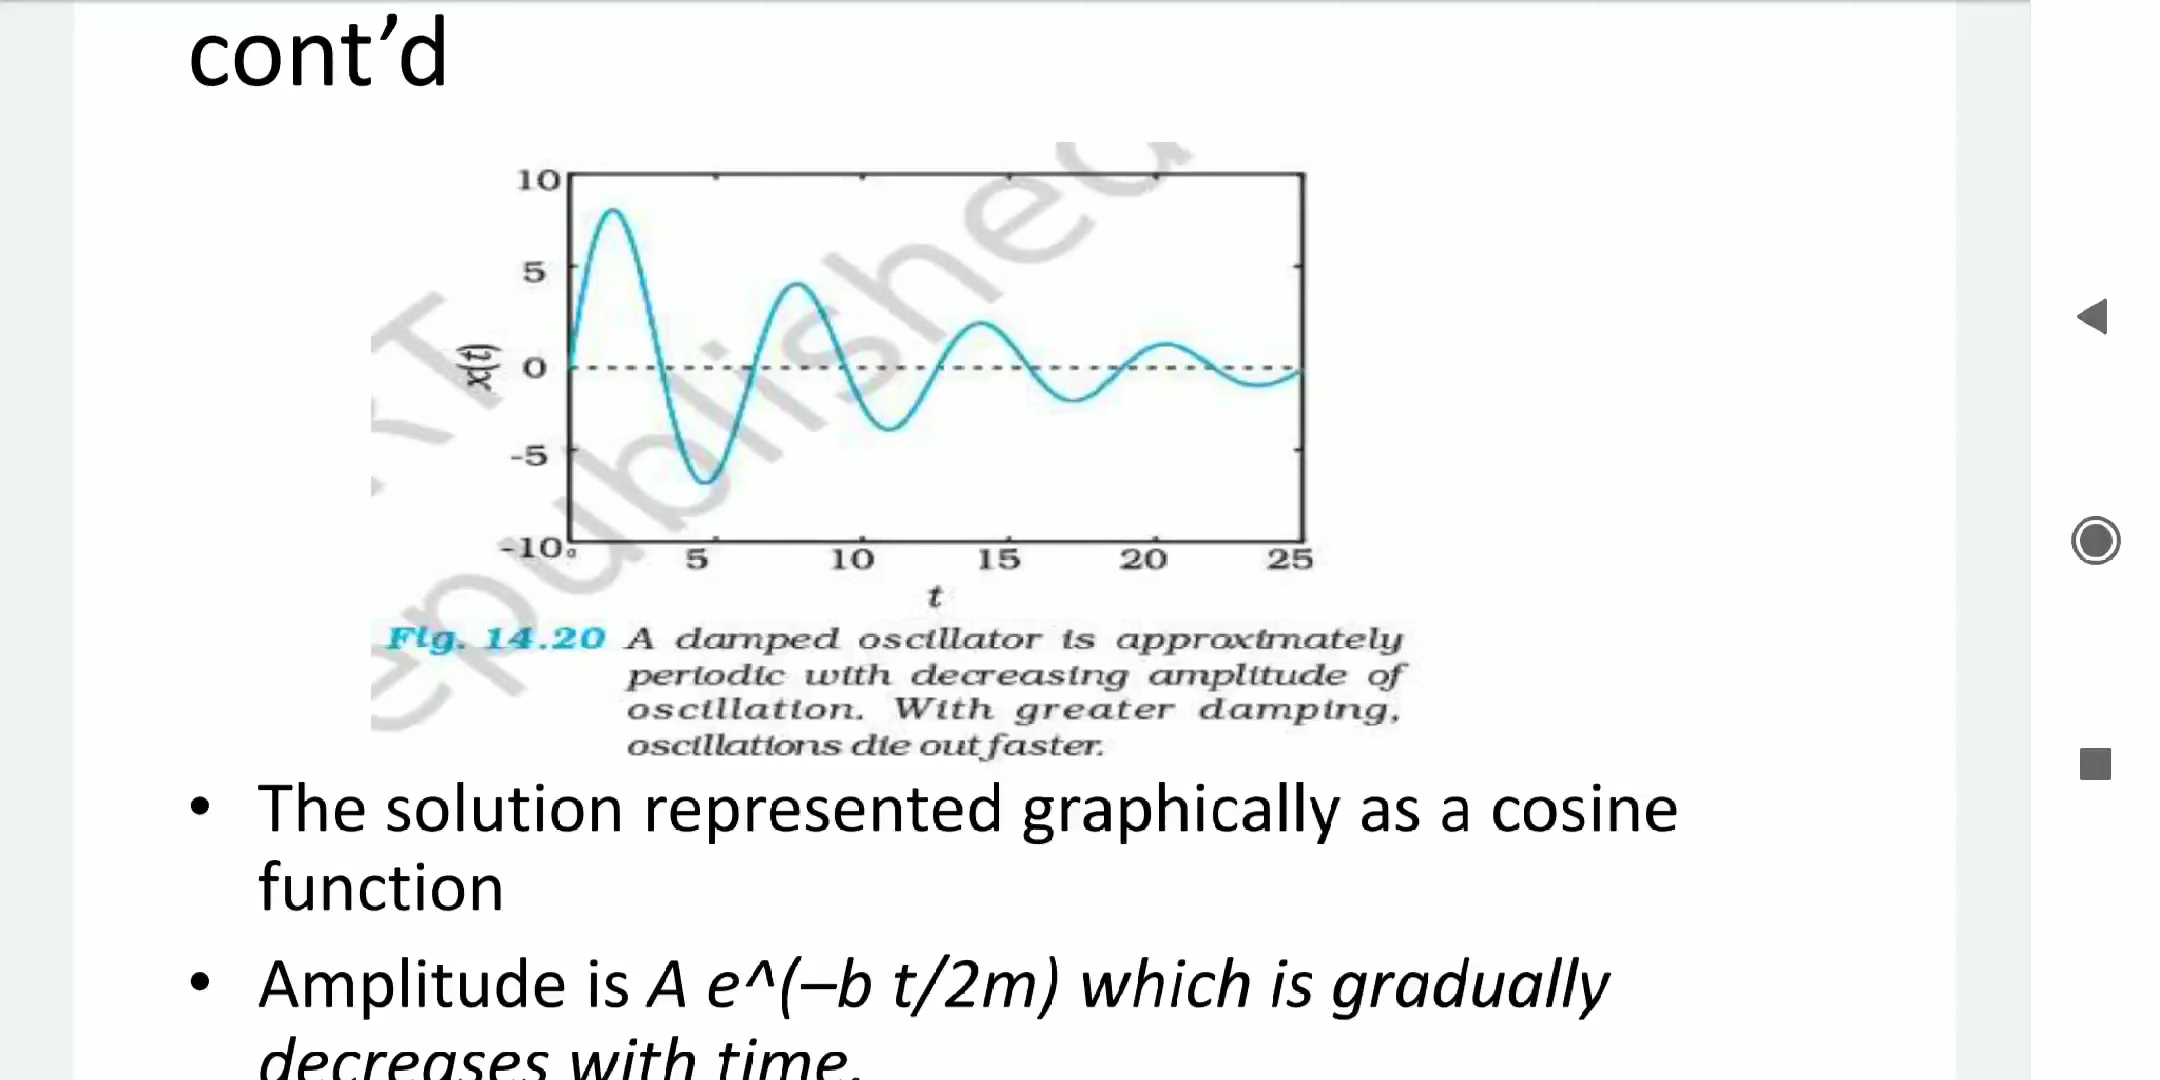 cont’d
10
5
0
-5
-10
0
5
10
15
20
25
x(t)
t
Fig. 14.20 A damped oscillator is approximately
periodic with decreasing amplitude of
oscillation. With greater damping,
oscillations die out faster.
• The solution represented graphically as a cosine
function
• Amplitude is A e^(–b t/2m) which is gradually
decreases with time.
epublished